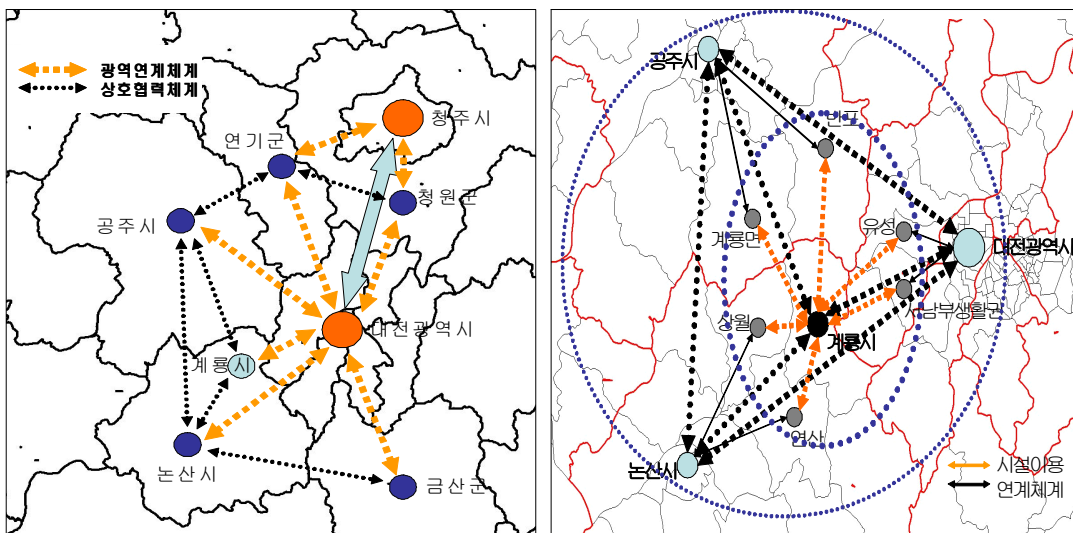 광역연계체계
상호협력체계
청주시
연기군
청원군
공주시
대전광역시
계룡시
논산시
금산군
공주시
반포
유성
계룡면
대전광역시
서남부생활권
상월
계룡시
연산
논산시
시설이용
연계체계